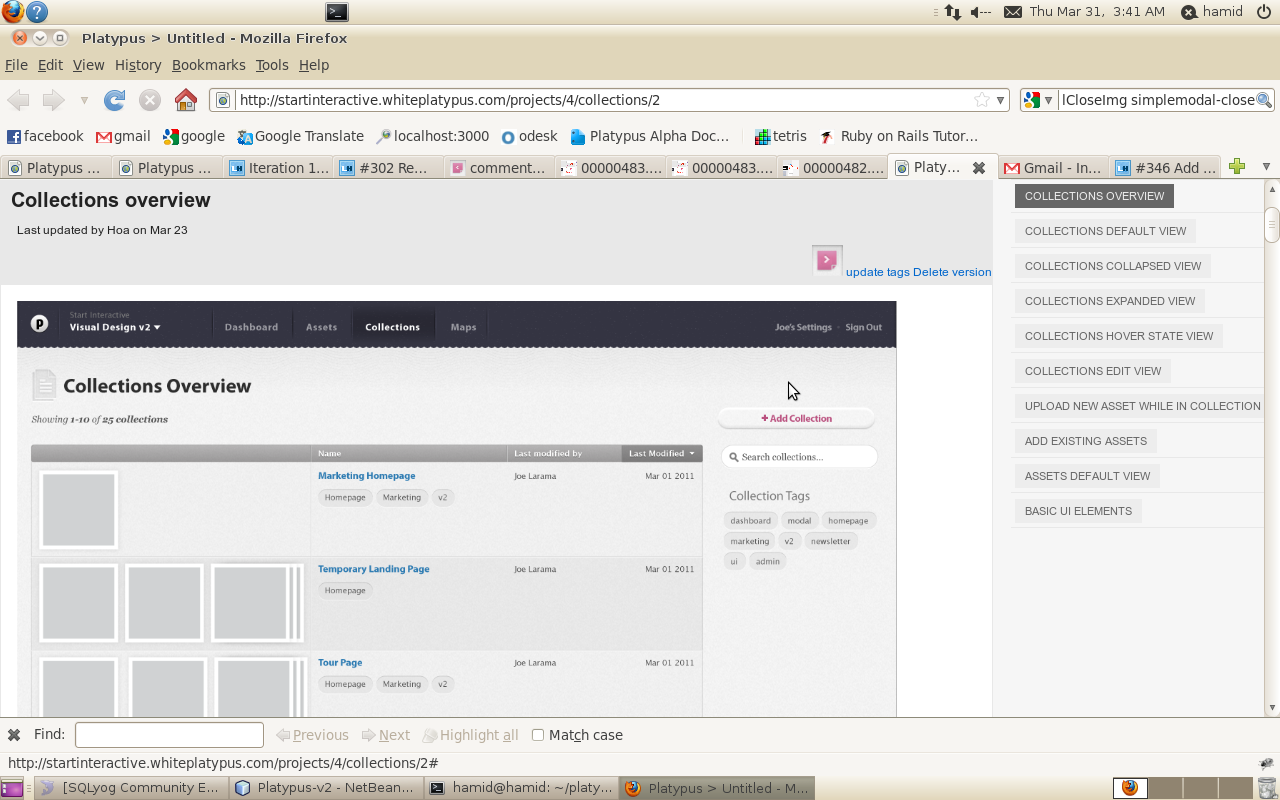 Thu Mar 31, 3:41 AM hamid
Platypus > Untitled - Mozilla Firefox
File Edit View History Bookmarks Tools Help
http://startinteractive.whiteplatypus.com/projects/4/collections/2
lCloseImg simplemodal-close
facebook gmail google Google Translate localhost:3000 odesk Platypus Alpha Doc... tetris Ruby on Rails Tutor...
Platypus ... Platypus ... Iteration 1... #302 Re... comment... 00000483.... 00000483.... 00000482.... Platy... Gmail - In... #346 Add ...
Collections overview
Last updated by Hoa on Mar 23
update tags Delete version
Start Interactive
Visual Design v2
Dashboard Assets Collections Maps
Joe's Settings · Sign Out
Collections Overview
Showing 1-10 of 25 collections
+ Add Collection
Name Last modified by Last Modified
Search collections...
Marketing Homepage Joe Larama Mar 01 2011
Homepage Marketing v2
Collection Tags
dashboard modal homepage
marketing v2 newsletter
ui admin
Temporary Landing Page Joe Larama Mar 01 2011
Homepage
Tour Page Joe Larama Mar 01 2011
Homepage Marketing v2
COLLECTIONS OVERVIEW
COLLECTIONS DEFAULT VIEW
COLLECTIONS COLLAPSED VIEW
COLLECTIONS EXPANDED VIEW
COLLECTIONS HOVER STATE VIEW
COLLECTIONS EDIT VIEW
UPLOAD NEW ASSET WHILE IN COLLECTION
ADD EXISTING ASSETS
ASSETS DEFAULT VIEW
BASIC UI ELEMENTS
Find: Previous Next Highlight all Match case
http://startinteractive.whiteplatypus.com/projects/4/collections/2#
[SQLyog Community E... Platypus-v2 - NetBean... hamid@hamid: ~/platy... Platypus > Untitled - M...